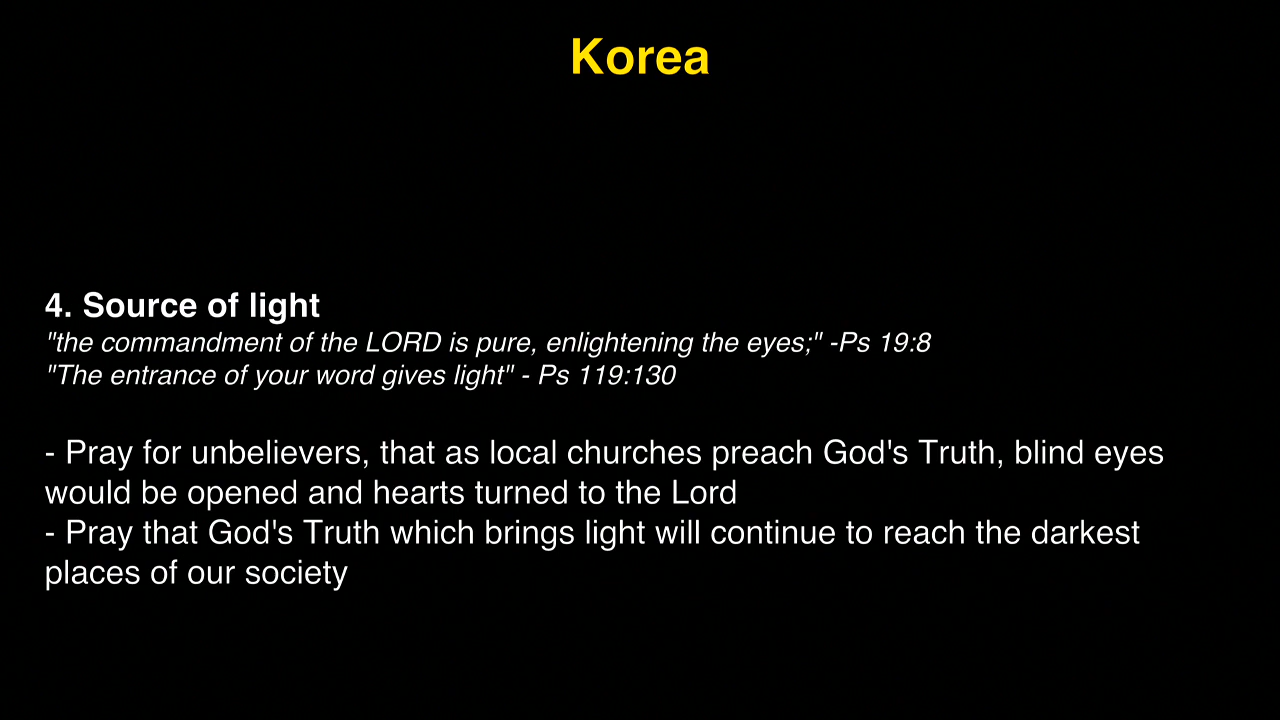 Korea
4. Source of light
"the commandment of the LORD is pure, enlightening the eyes;" -Ps 19:8
"The entrance of your word gives light" - Ps 119:130
- Pray for unbelievers, that as local churches preach God's Truth, blind eyes
would be opened and hearts turned to the Lord
- Pray that God's Truth which brings light will continue to reach the darkest
places of our society